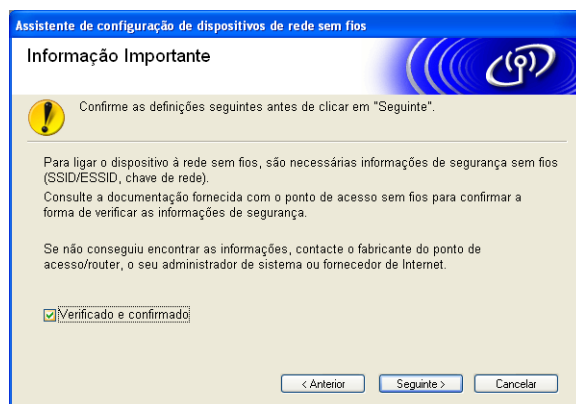 Assistente de configuração de dispositivos de rede sem fios
Informação Importante
Confirme as definições seguintes antes de clicar em "Seguinte".
Para ligar o dispositivo à rede sem fios, são necessárias informações de segurança sem fios
(SSID/ESSID, chave de rede).
Consulte a documentação fornecida com o ponto de acesso sem fios para confirmar a
forma de verificar as informações de segurança.
Se não conseguiu encontrar as informações, contacte o fabricante do ponto de
acesso/router, o seu administrador de sistema ou fornecedor de Internet.
Verificado e confirmado
< Anterior
Seguinte >
Cancelar